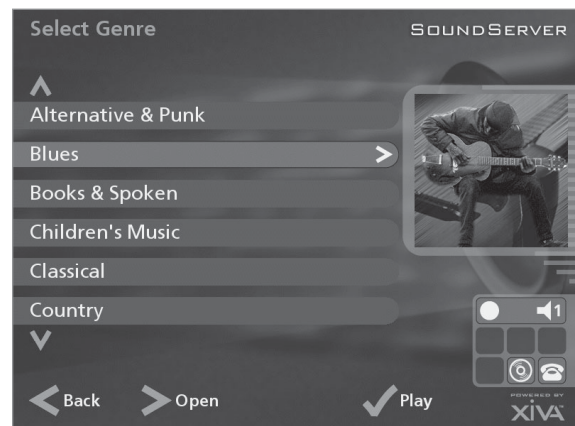 Select Genre
SOUNDSERVER
Alternative & Punk
Blues
Books & Spoken
Children's Music
Classical
Country
1
Back
Open
Play
POWERED BY
XiVA